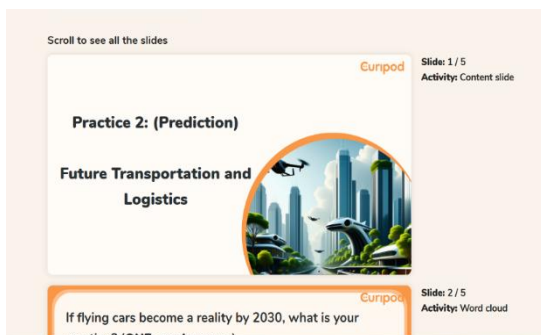 Scroll to see all the slides
Curipod
Slide: 1 / 5
Activity: Content slide
Practice 2: (Prediction)
Future Transportation and
Logistics
Curipod
Slide: 2 / 5
Activity: Word cloud
If flying cars become a reality by 2030, what is your